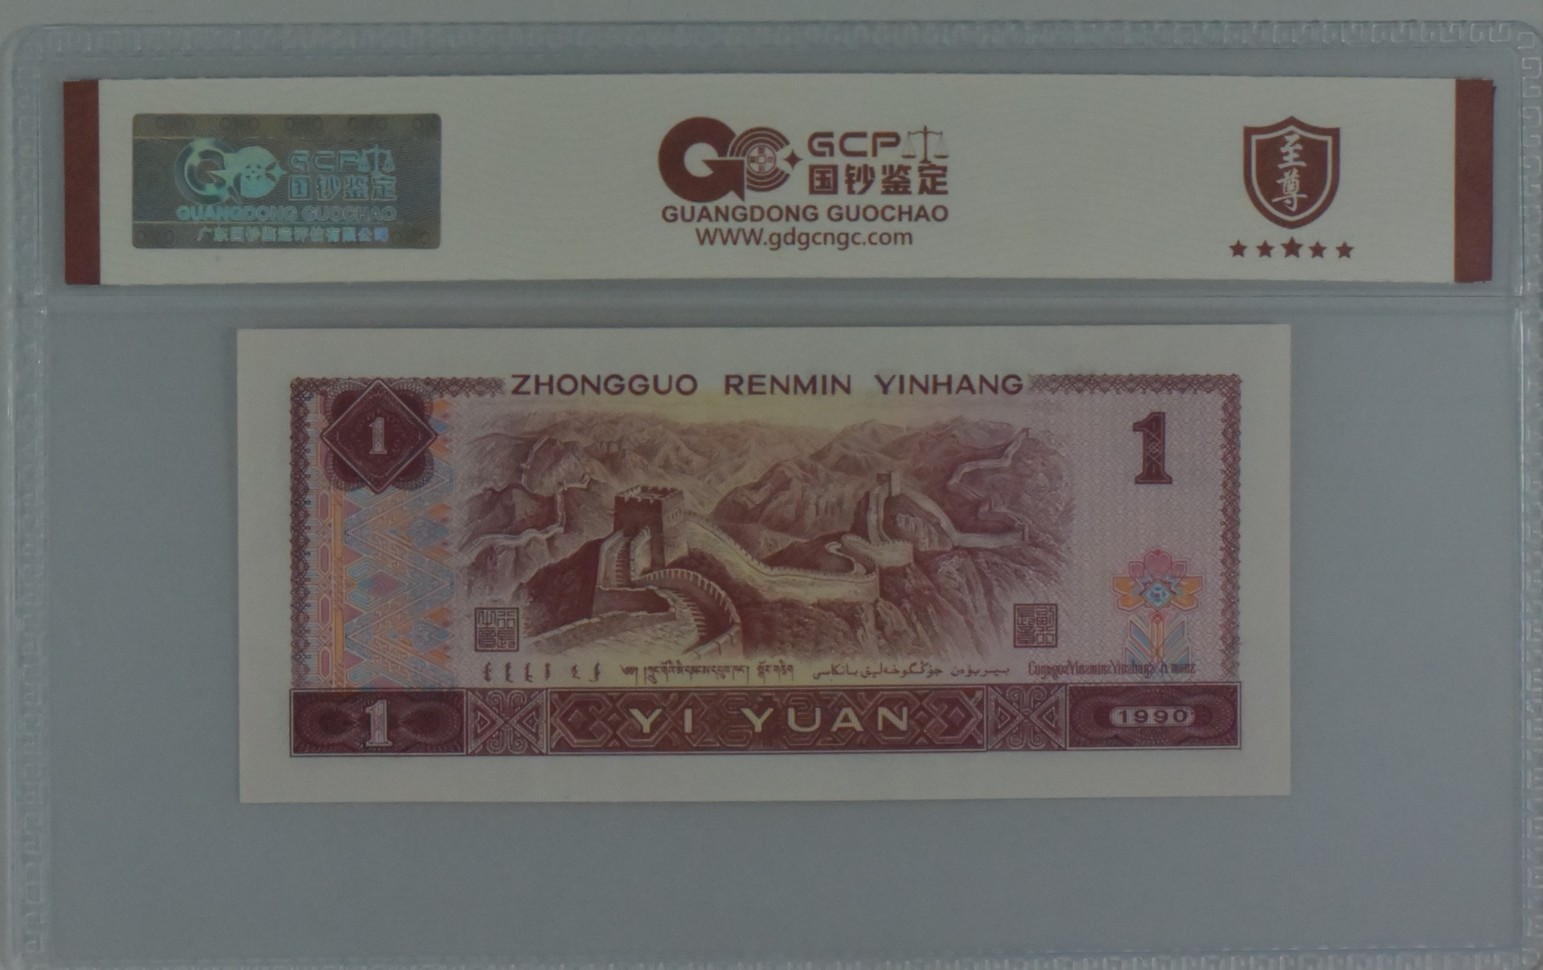 GCP
国钞鉴定
GUANGDONG GUOCHAO
广东国钞鉴定评估有限公司
GCP
国钞鉴定
GUANGDONG GUOCHAO
WWW.gdgcngc.com
至
尊
ZHONGGUO RENMIN YINHANG
1
1
1
YI YUAN
1990